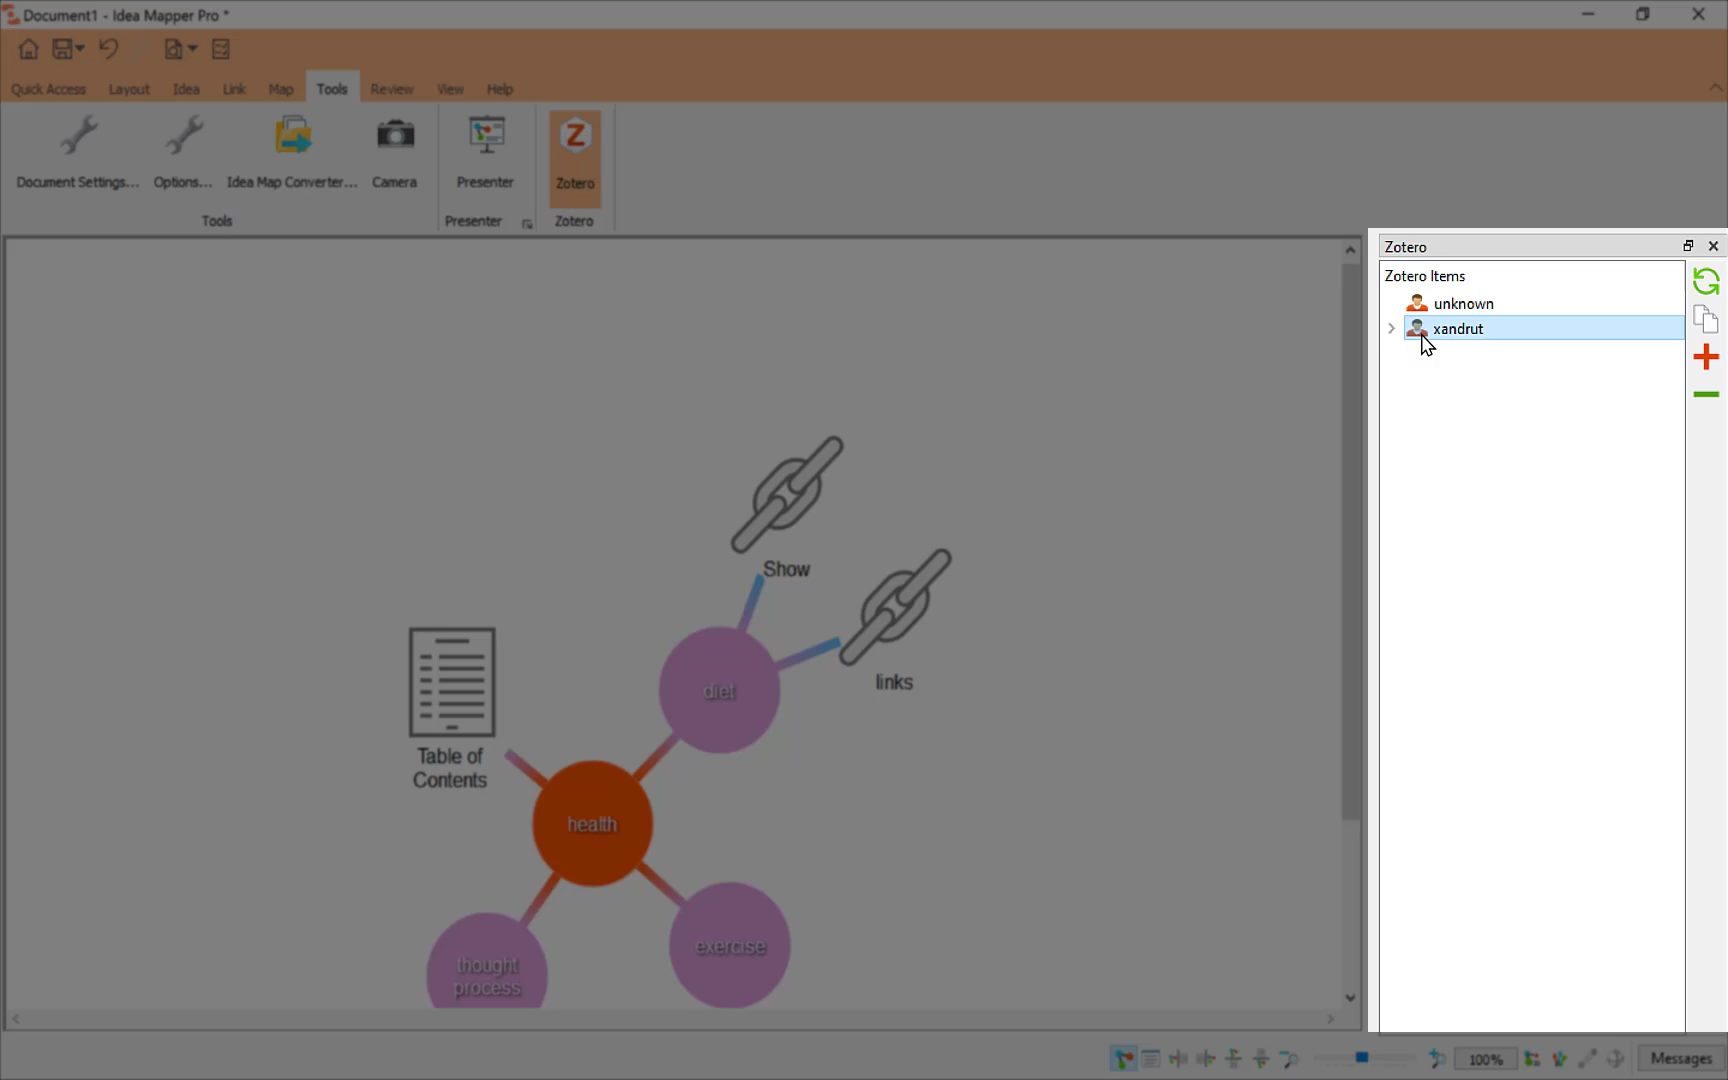 Document1 - Idea Mapper Pro *
Quick Access Layout Idea Link Map Tools Review View Help
Document Settings... Options... Idea Map Converter... Camera Presenter Zotero
Tools Presenter Zotero
Zotero
Zotero Items
unknown
xandrut
Show
links
diet
Table of
Contents
health
exercise
thought
process
100% Messages